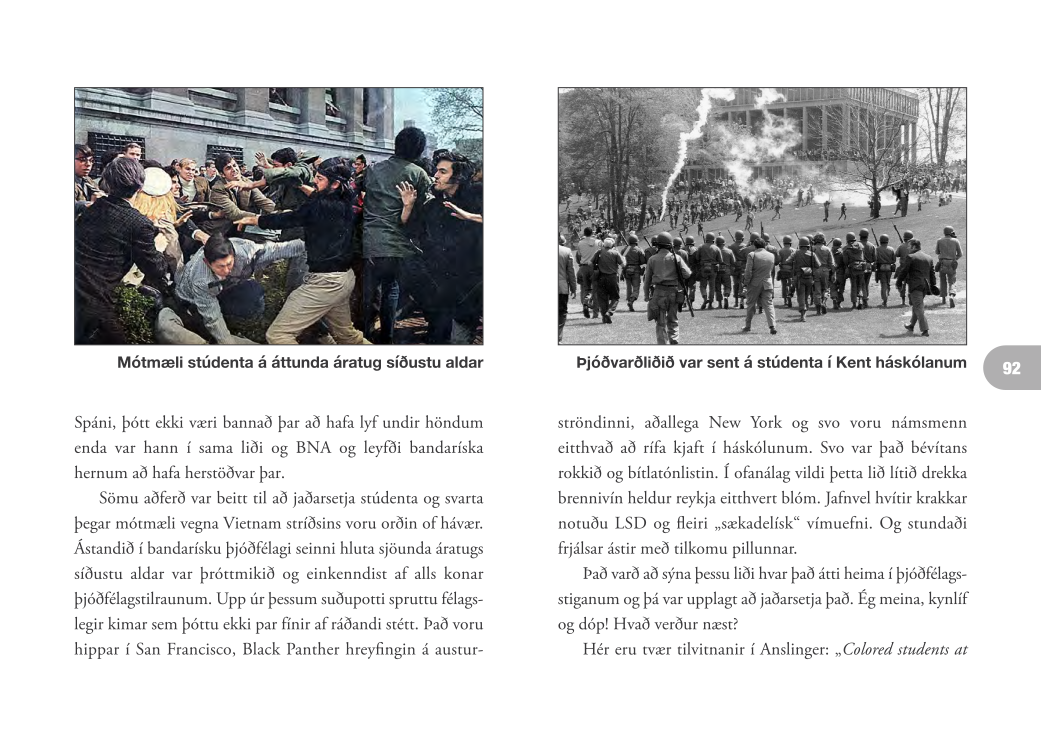 Mótmæli stúdenta á áttunda áratug síðustu aldar
Spáni, þótt ekki væri bannað þar að hafa lyf undir höndum
enda var hann í sama liði og BNA og leyfði bandaríska
hernum að hafa herstöðvar þar.
Sömu aðferð var beitt til að jaðarsetja stúdenta og svarta
þegar mótmæli vegna Vietnam stríðsins voru orðin of hávær.
Ástandið í bandarísku þjóðfélagi seinni hluta sjöunda áratugs
síðustu aldar var þróttmikið og einkenndist af alls konar
þjóðfélagstilraunum. Upp úr þessum suðupotti spruttu félags-
legir kimar sem þóttu ekki par fínir af ráðandi stétt. Það voru
hippar í San Francisco, Black Panther hreyfingin á austur-
Þjóðvarðliðið var sent á stúdenta í Kent háskólanum
92
ströndinni, aðallega New York og svo voru námsmenn
eitthvað að rífa kjaft í háskólunum. Svo var það bévítans
rokkið og bítlatónlistin. Í ofanálag vildi þetta lið lítið drekka
brennivín heldur reykja eitthvert blóm. Jafnvel hvítir krakkar
notuðu LSD og fleiri „sækadelísk“ vímuefni. Og stundaði
frjálsar ástir með tilkomu pillunnar.
Það varð að sýna þessu liði hvar það átti heima í þjóðfélags-
stiganum og þá var upplagt að jaðarsetja það. Ég meina, kynlíf
og dóp! Hvað verður næst?
Hér eru tvær tilvitnanir í Anslinger: „Colored students at